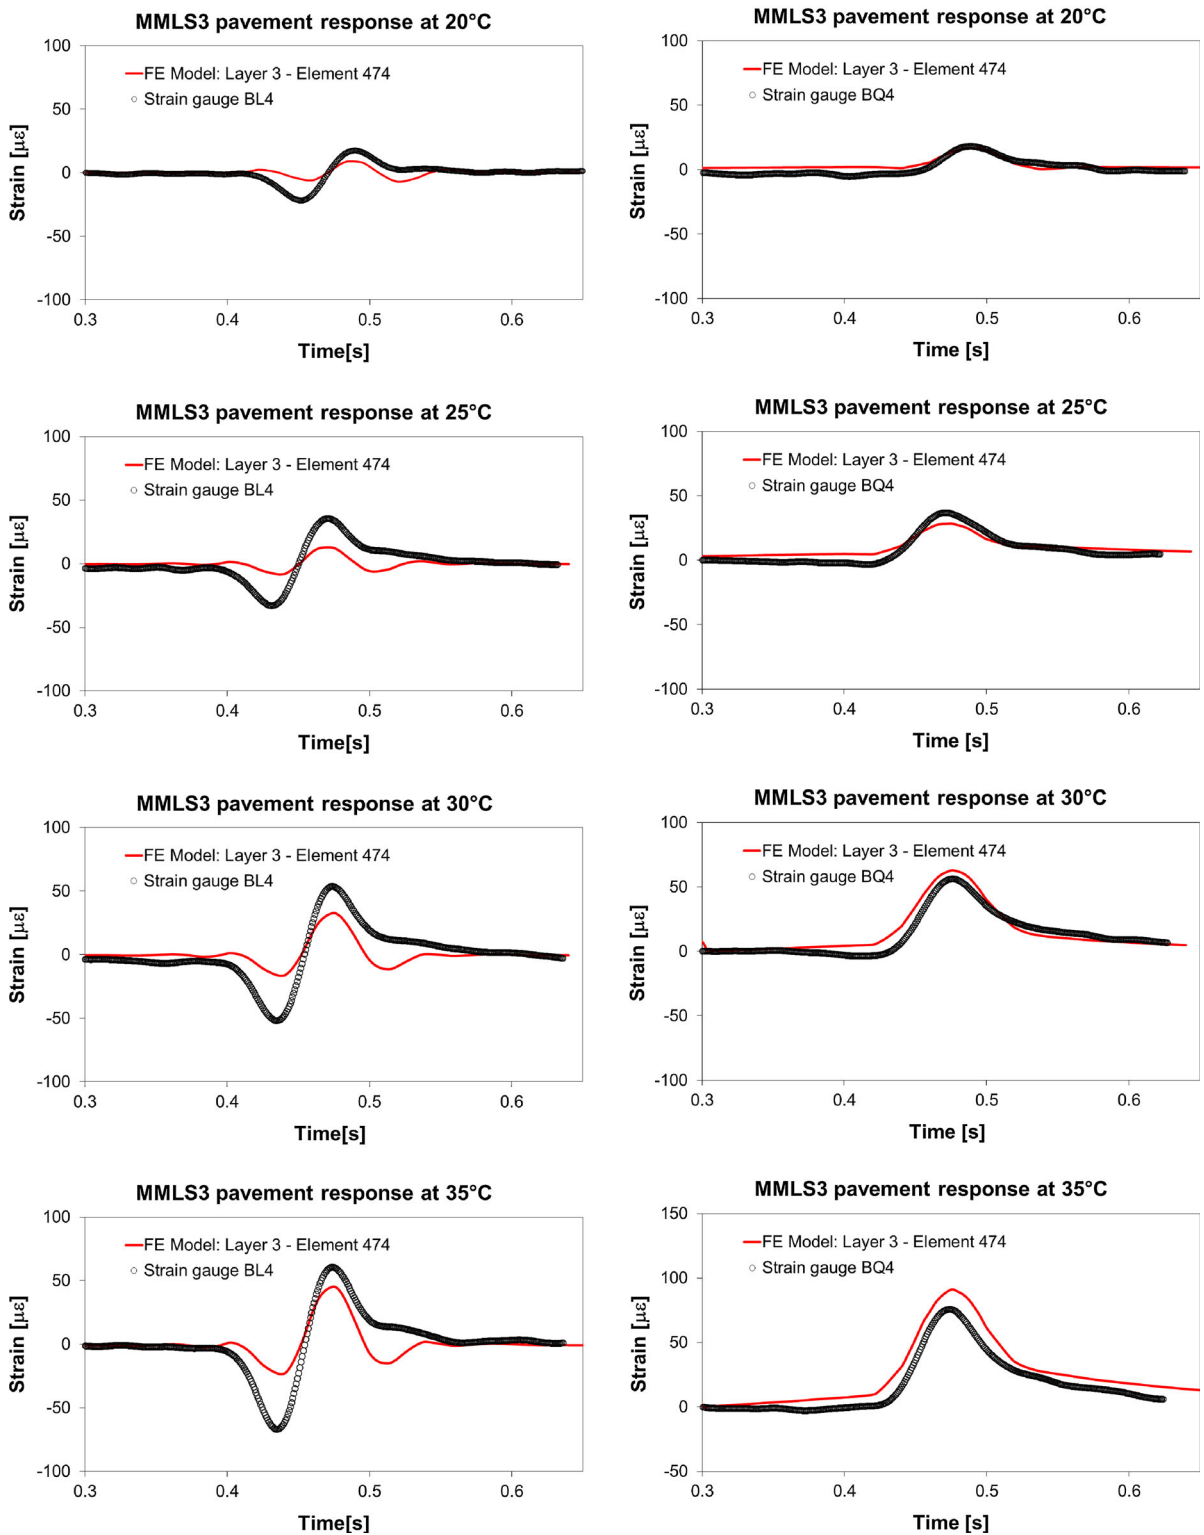 MMLS3 pavement response at 20°C
100
50
0
-50
-100
Strain [µε]
FE Model: Layer 3 - Element 474
Strain gauge BL4
0.3 0.4 0.5 0.6
Time[s]
MMLS3 pavement response at 20°C
100
50
0
-50
-100
Strain [µε]
FE Model: Layer 3 - Element 474
Strain gauge BQ4
0.3 0.4 0.5 0.6
Time [s]
MMLS3 pavement response at 25°C
100
50
0
-50
-100
Strain [µε]
FE Model: Layer 3 - Element 474
Strain gauge BL4
0.3 0.4 0.5 0.6
Time[s]
MMLS3 pavement response at 25°C
100
50
0
-50
-100
Strain [µε]
FE Model: Layer 3 - Element 474
Strain gauge BQ4
0.3 0.4 0.5 0.6
Time [s]
MMLS3 pavement response at 30°C
100
50
0
-50
-100
Strain [µε]
FE Model: Layer 3 - Element 474
Strain gauge BL4
0.3 0.4 0.5 0.6
Time[s]
MMLS3 pavement response at 30°C
100
50
0
-50
-100
Strain [µε]
FE Model: Layer 3 - Element 474
Strain gauge BQ4
0.3 0.4 0.5 0.6
Time [s]
MMLS3 pavement response at 35°C
100
50
0
-50
-100
Strain [µε]
FE Model: Layer 3 - Element 474
Strain gauge BL4
0.3 0.4 0.5 0.6
Time[s]
MMLS3 pavement response at 35°C
150
100
50
0
-50
Strain [µε]
FE Model: Layer 3 - Element 474
Strain gauge BQ4
0.3 0.4 0.5 0.6
Time [s]